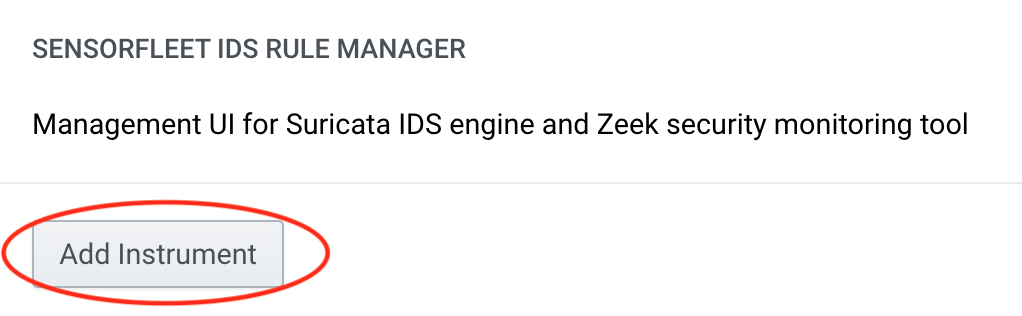 SENSORFLEET IDS RULE MANAGER
Management UI for Suricata IDS engine and Zeek security monitoring tool
Add Instrument